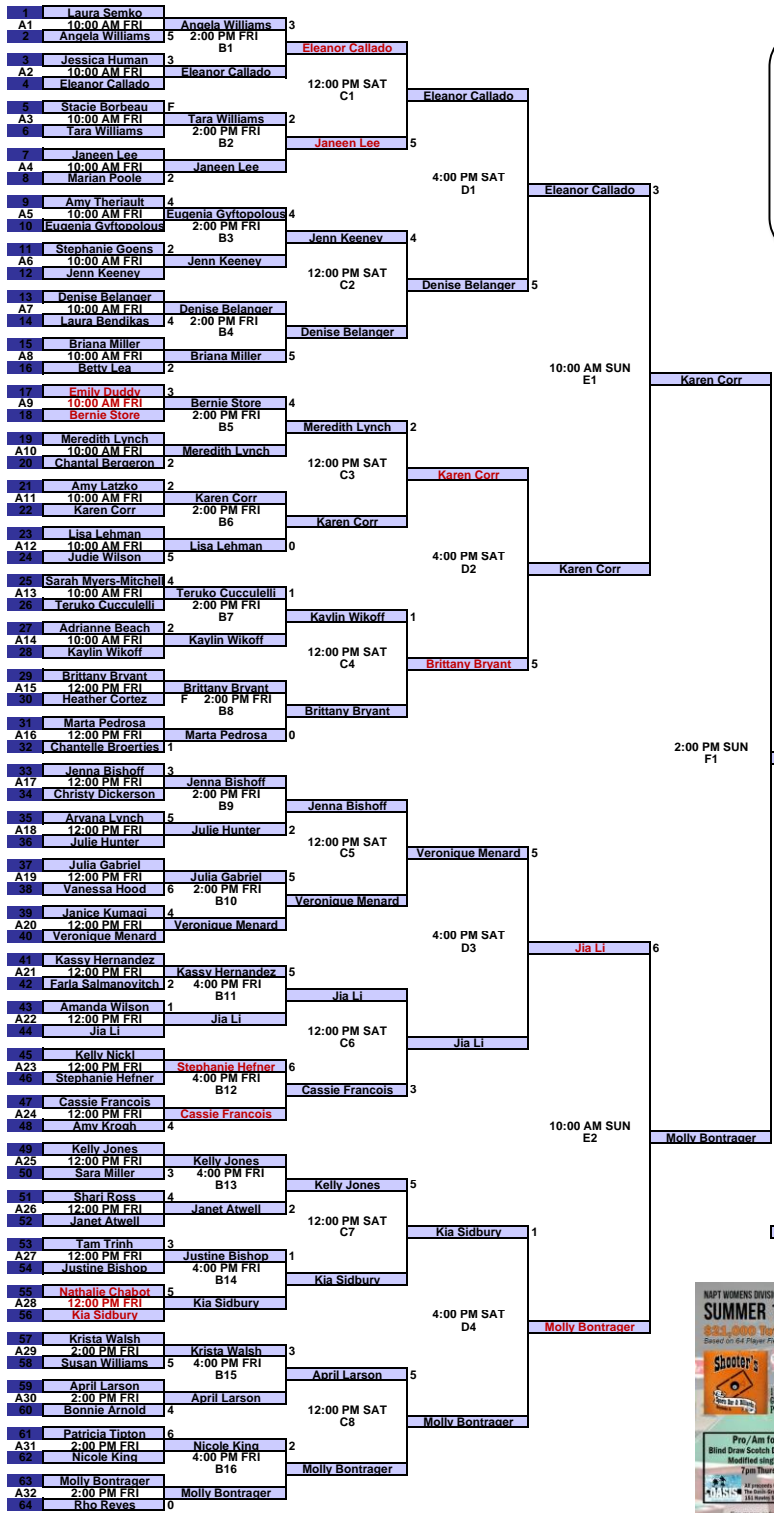 1 Laura Semko
A1 10:00 AM FRI Angela Williams 3
2 Angela Williams 5 2:00 PM FRI
B1 Eleanor Callado
3 Jessica Human 3
A2 10:00 AM FRI Eleanor Callado
4 Eleanor Callado 12:00 PM SAT
C1 Eleanor Callado
5 Stacie Borbeau F
A3 10:00 AM FRI Tara Williams 2
6 Tara Williams 2:00 PM FRI
B2 Janeen Lee 5
7 Janeen Lee
A4 10:00 AM FRI Janeen Lee
8 Marian Poole 2 4:00 PM SAT
D1 Eleanor Callado 3
9 Amy Theriault 4
A5 10:00 AM FRI Eugenia Gyftopolous 4
10 Eugenia Gyftopolous 2:00 PM FRI
B3 Jenn Keeney 4
11 Stephanie Goens 2
A6 10:00 AM FRI Jenn Keeney
12 Jenn Keeney 12:00 PM SAT
C2 Denise Belanger 5
13 Denise Belanger
A7 10:00 AM FRI Denise Belanger
14 Laura Bendikas 4 2:00 PM FRI
B4 Denise Belanger
15 Briana Miller
A8 10:00 AM FRI Briana Miller 5
16 Betty Lea 2 10:00 AM SUN
E1 Karen Corr
17 Emily Duddy 3
A9 10:00 AM FRI Bernie Store 4
18 Bernie Store 2:00 PM FRI
B5 Meredith Lynch 2
19 Meredith Lynch
A10 10:00 AM FRI Meredith Lynch
20 Chantal Bergeron 2 12:00 PM SAT
C3 Karen Corr
21 Amy Latzko 2
A11 10:00 AM FRI Karen Corr
22 Karen Corr 2:00 PM FRI
B6 Karen Corr
23 Lisa Lehman
A12 10:00 AM FRI Lisa Lehman 0
24 Judie Wilson 5 4:00 PM SAT
D2 Karen Corr
25 Sarah Myers-Mitchell 4
A13 10:00 AM FRI Teruko Cucculelli 1
26 Teruko Cucculelli 2:00 PM FRI
B7 Kaylin Wikoff 1
27 Adrianne Beach 2
A14 10:00 AM FRI Kaylin Wikoff
28 Kaylin Wikoff 12:00 PM SAT
C4 Brittany Bryant 5
29 Brittany Bryant
A15 12:00 PM FRI Brittany Bryant
30 Heather Cortez F 2:00 PM FRI
B8 Brittany Bryant
31 Marta Pedrosa
A16 12:00 PM FRI Marta Pedrosa 0
32 Chantelle Broerties 1 2:00 PM SUN
F1
33 Jenna Bishoff 3
A17 12:00 PM FRI Jenna Bishoff
34 Christy Dickerson 2:00 PM FRI
B9 Jenna Bishoff
35 Aryana Lynch 5
A18 12:00 PM FRI Julie Hunter 2
36 Julie Hunter 12:00 PM SAT
C5 Veronique Menard 5
37 Julia Gabriel
A19 12:00 PM FRI Julia Gabriel 5
38 Vanessa Hood 6 2:00 PM FRI
B10 Veronique Menard
39 Janice Kumagi 4
A20 12:00 PM FRI Veronique Menard
40 Veronique Menard 4:00 PM SAT
D3 Jia Li 6
41 Kassy Hernandez
A21 12:00 PM FRI Kassy Hernandez 5
42 Farla Salmanovitch 2 4:00 PM FRI
B11 Jia Li
43 Amanda Wilson 1
A22 12:00 PM FRI Jia Li
44 Jia Li 12:00 PM SAT
C6 Jia Li
45 Kelly Nickl
A23 12:00 PM FRI Stephanie Hefner 6
46 Stephanie Hefner 4:00 PM FRI
B12 Cassie Francois 3
47 Cassie Francois
A24 12:00 PM FRI Cassie Francois
48 Amy Krogh 4 10:00 AM SUN
E2 Molly Bontrager
49 Kelly Jones
A25 12:00 PM FRI Kelly Jones
50 Sara Miller 3 4:00 PM FRI
B13 Kelly Jones 5
51 Shari Ross 4
A26 12:00 PM FRI Janet Atwell 2
52 Janet Atwell 12:00 PM SAT
C7 Kia Sidbury 1
53 Tam Trinh 3
A27 12:00 PM FRI Justine Bishop 1
54 Justine Bishop 4:00 PM FRI
B14 Kia Sidbury
55 Nathalie Chabot 5
A28 12:00 PM FRI Kia Sidbury
56 Kia Sidbury 4:00 PM SAT
D4 Molly Bontrager
57 Krista Walsh
A29 2:00 PM FRI Krista Walsh 3
58 Susan Williams 5 4:00 PM FRI
B15 April Larson 5
59 April Larson
A30 2:00 PM FRI April Larson
60 Bonnie Arnold 4 12:00 PM SAT
C8 Molly Bontrager
61 Patricia Tipton 6
A31 2:00 PM FRI Nicole King 2
62 Nicole King 4:00 PM FRI
B16 Molly Bontrager
63 Molly Bontrager
A32 2:00 PM FRI Molly Bontrager
64 Rho Reyes 0
NAPT WOMENS DIVIS
SUMMER
$21,000 To
Based on 64 Player
Shooter's
Pro/Am fo
Blind Draw Scotch
Modified sing
7pm Thurs
OASIS